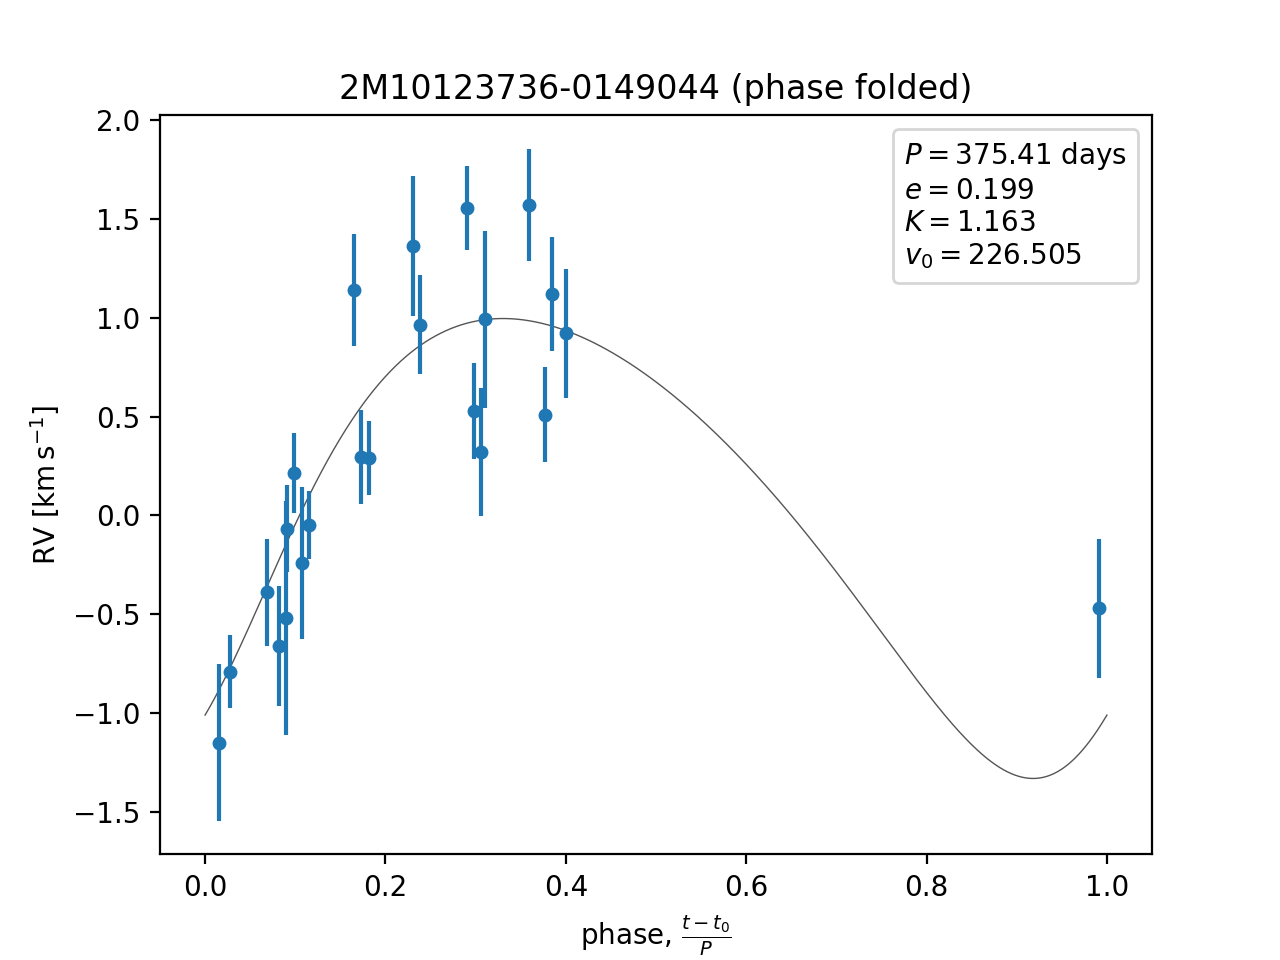 2M10123736-0149044 (phase folded)
P = 375.41 days
e = 0.199
K = 1.163
v₀ = 226.505
2.0
1.5
1.0
0.5
0.0
−0.5
−1.0
−1.5
RV [km s⁻¹]
0.0 0.2 0.4 0.6 0.8 1.0
phase, (t − t₀)/P